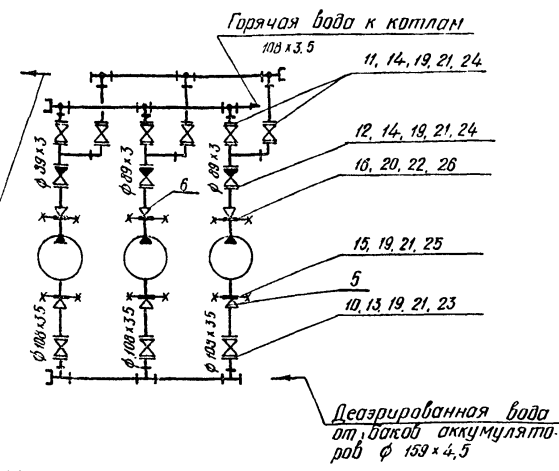 Горячая вода к котлам
108×3,5
11, 14, 19, 21, 24
12, 14, 19, 21, 24
16, 20, 22, 26
6
15, 19, 21, 25
5
10, 13, 19, 21, 23
ϕ 89×3
ϕ 89×3
ϕ 89×3
ϕ 108×3,5
ϕ 108×3,5
ϕ 108×3,5
Деаэрированная вода
от баков аккумулято-
ров ϕ 159×4,5